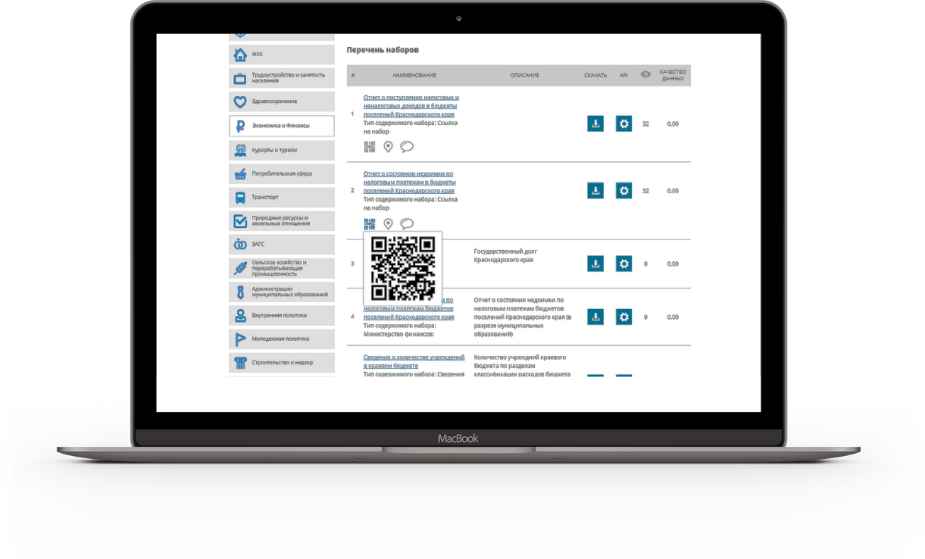 ЖКХ
Трудоустройство и занятость
населения
Здравоохранение
Экономика и Финансы
Курорты и туризм
Потребительская сфера
Транспорт
Природные ресурсы и
земельные отношения
ЗАГС
Сельское хозяйство и
перерабатывающая
промышленность
Администрации
муниципальных образований
Внутренняя политика
Молодежная политика
Строительство и надзор
Перечень наборов
# НАИМЕНОВАНИЕ ОПИСАНИЕ СКАЧАТЬ API КАЧЕСТВО
ДАННЫХ
Отчет о поступлении налоговых и
неналоговых доходов в бюджеты
1 поселений Краснодарского края 32 0.00
Тип содержимого набора: Ссылка
на набор
Отчет о состоянии недоимки по
налоговым платежам в бюджеты
2 поселений Краснодарского края 32 0.00
Тип содержимого набора: Ссылка
на набор
Государственный долг
Краснодарского края
3 0 0.00
ПО Отчет о состоянии недоимки по
налоговым платежам бюджетов налоговым платежам бюджетов
4 поселений Краснодарского края поселений Краснодарского края (в 0 0.00
Тип содержимого набора: разрезе муниципальных
Министерство финансов: образований)
Сведения о количестве учреждений Количество учреждений краевого
в краевом бюджете бюджета по разделам
Тип содержимого набора: Сведения классификации расходов бюджета
MacBook